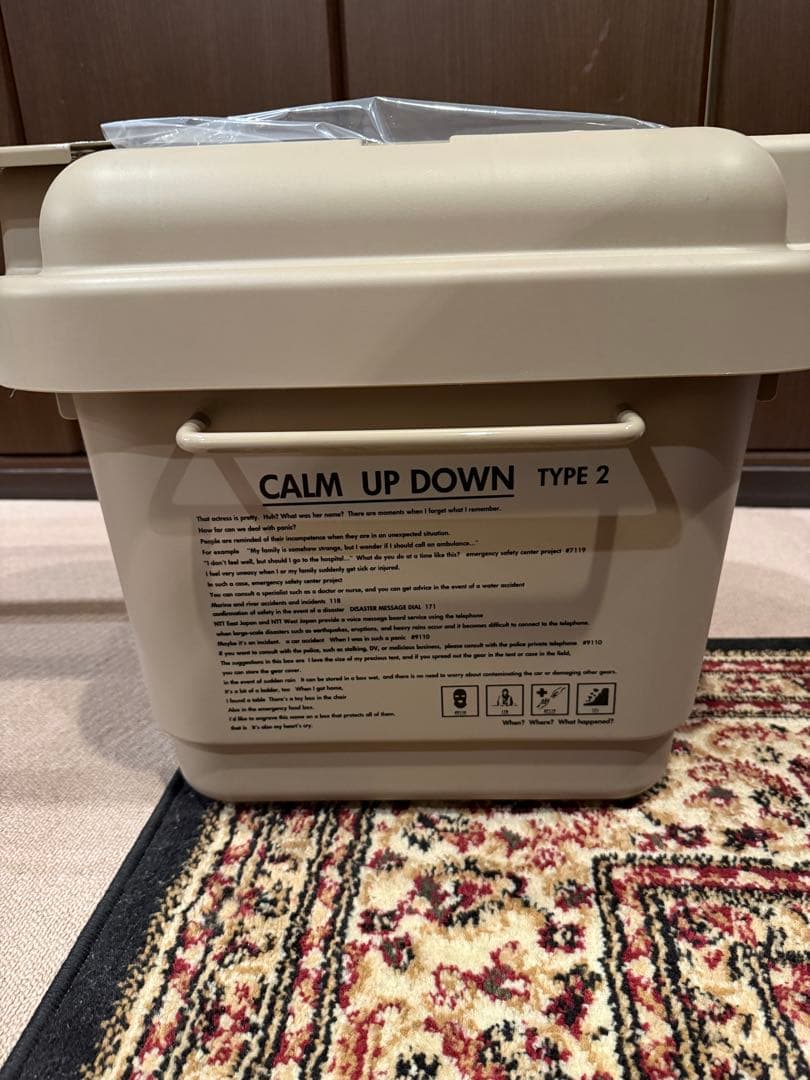 CALM UP DOWN TYPE 2
That actress is pretty. Huh? What was her name? There are moments when I forget what I remember.
How far can we deal with panic?
People are reminded of their incompetence when they are in an unexpected situation.
For example "My family is somehow strange, but I wonder if I should call an ambulance..."
"I don't feel well, but should I go to the hospital..." What do you do at a time like this? emergency safety center project #7119
I feel very uneasy when I or my family suddenly get sick or injured.
In such a case, emergency safety center project
You can consult a specialist such as a doctor or nurse, and you can get advice in the event of a water accident
Marine and river accidents and incidents 118
confirmation of safety in the event of a disaster DISASTER MESSAGE DIAL 171
NTT East Japan and NTT West Japan provide a voice message board service using the telephone
when large-scale disasters such as earthquakes, eruptions, and heavy rains occur and it becomes difficult to connect to the telephone.
Maybe it's an incident. a car accident When I was in such a panic #9110
if you want to consult with the police, such as stalking, DV, or malicious business, please consult with the police private telephone. #9110
The suggestions in this box are I love the size of my precious tent, and if you spread out the gear in the tent or case in the field,
you can store the gear cover.
in the event of sudden rain It can be stored in a box wet, and there is no need to worry about contaminating the car or damaging other gears.
It's a bit of a ladder, too When I got home,
I found a table There's a toy box in the chair
Also in the emergency food box.
I'd like to engrave this name on a box that protects all of them.
that is It's also my heart's cry.
#9110 118 #7119 171
When? Where? What happened?